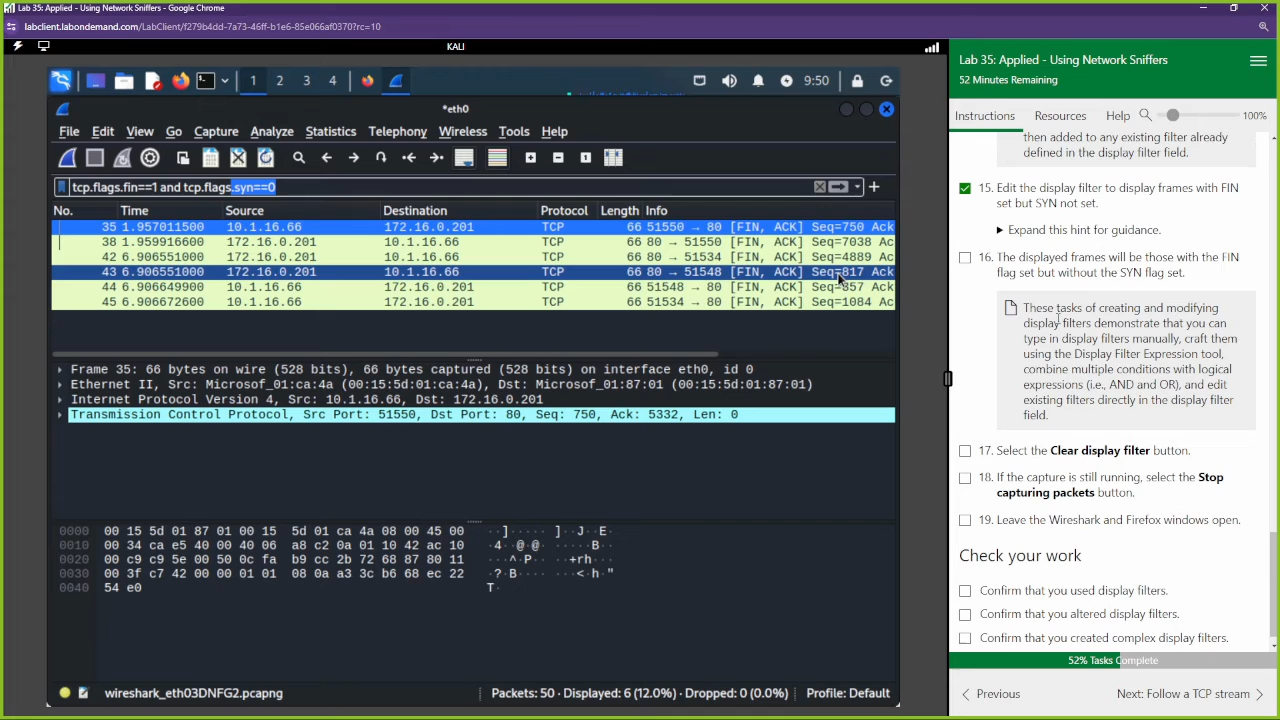 Lab 35: Applied - Using Network Sniffers - Google Chrome
labclient.labondemand.com/LabClient/f279b4dd-7a73-46ff-b1e6-85e066af0370?rc=10
KALI
1 2 3 4 9:50
*eth0
File Edit View Go Capture Analyze Statistics Telephony Wireless Tools Help
tcp.flags.fin==1 and tcp.flags.syn==0
No. Time Source Destination Protocol Length Info
35 1.957011500 10.1.16.66 172.16.0.201 TCP 66 51550 → 80 [FIN, ACK] Seq=750 Ack
38 1.959916600 172.16.0.201 10.1.16.66 TCP 66 80 → 51550 [FIN, ACK] Seq=7038 Ac
42 6.906551000 172.16.0.201 10.1.16.66 TCP 66 80 → 51534 [FIN, ACK] Seq=4889 Ac
43 6.906551000 172.16.0.201 10.1.16.66 TCP 66 80 → 51548 [FIN, ACK] Seq=817 Ack
44 6.906649900 10.1.16.66 172.16.0.201 TCP 66 51548 → 80 [FIN, ACK] Seq=857 Ack
45 6.906672600 10.1.16.66 172.16.0.201 TCP 66 51534 → 80 [FIN, ACK] Seq=1084 Ac
Frame 35: 66 bytes on wire (528 bits), 66 bytes captured (528 bits) on interface eth0, id 0
Ethernet II, Src: Microsof_01:ca:4a (00:15:5d:01:ca:4a), Dst: Microsof_01:87:01 (00:15:5d:01:87:01)
Internet Protocol Version 4, Src: 10.1.16.66, Dst: 172.16.0.201
Transmission Control Protocol, Src Port: 51550, Dst Port: 80, Seq: 750, Ack: 5332, Len: 0
0000 00 15 5d 01 87 01 00 15 5d 01 ca 4a 08 00 45 00 ··]····· ]··J··E·
0010 00 34 ca e5 40 00 40 06 a8 c2 0a 01 10 42 ac 10 ·4··@·@· ·····B··
0020 00 c9 c9 5e 00 50 0c fa b9 cc 2b 72 68 87 80 11 ···^·P·· ··+rh···
0030 00 3f c7 42 00 00 01 01 08 0a a3 3c b6 68 ec 22 ·?·B···· ···<·h·"
0040 54 e0 T·
wireshark_eth03DNFG2.pcapng
Packets: 50 · Displayed: 6 (12.0%) · Dropped: 0 (0.0%)
Profile: Default
Lab 35: Applied - Using Network Sniffers
52 Minutes Remaining
Instructions Resources Help 100%
then added to any existing filter already
defined in the display filter field.
15. Edit the display filter to display frames with FIN
set but SYN not set.
Expand this hint for guidance.
16. The displayed frames will be those with the FIN
flag set but without the SYN flag set.
These tasks of creating and modifying
display filters demonstrate that you can
type in display filters manually, craft them
using the Display Filter Expression tool,
combine multiple conditions with logical
expressions (i.e., AND and OR), and edit
existing filters directly in the display filter
field.
17. Select the Clear display filter button.
18. If the capture is still running, select the Stop
capturing packets button.
19. Leave the Wireshark and Firefox windows open.
Check your work
Confirm that you used display filters.
Confirm that you altered display filters.
Confirm that you created complex display filters.
52% Tasks Complete
Previous
Next: Follow a TCP stream